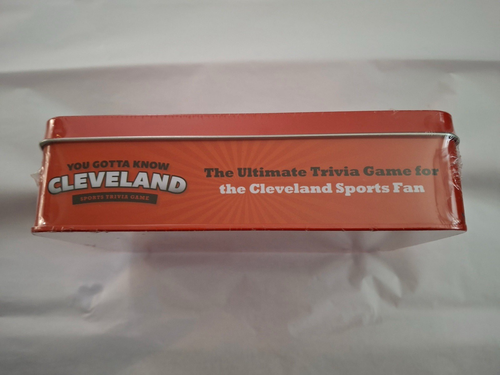 YOU GOTTA KNOW
CLEVELAND
SPORTS TRIVIA GAME
The Ultimate Trivia Game for
the Cleveland Sports Fan